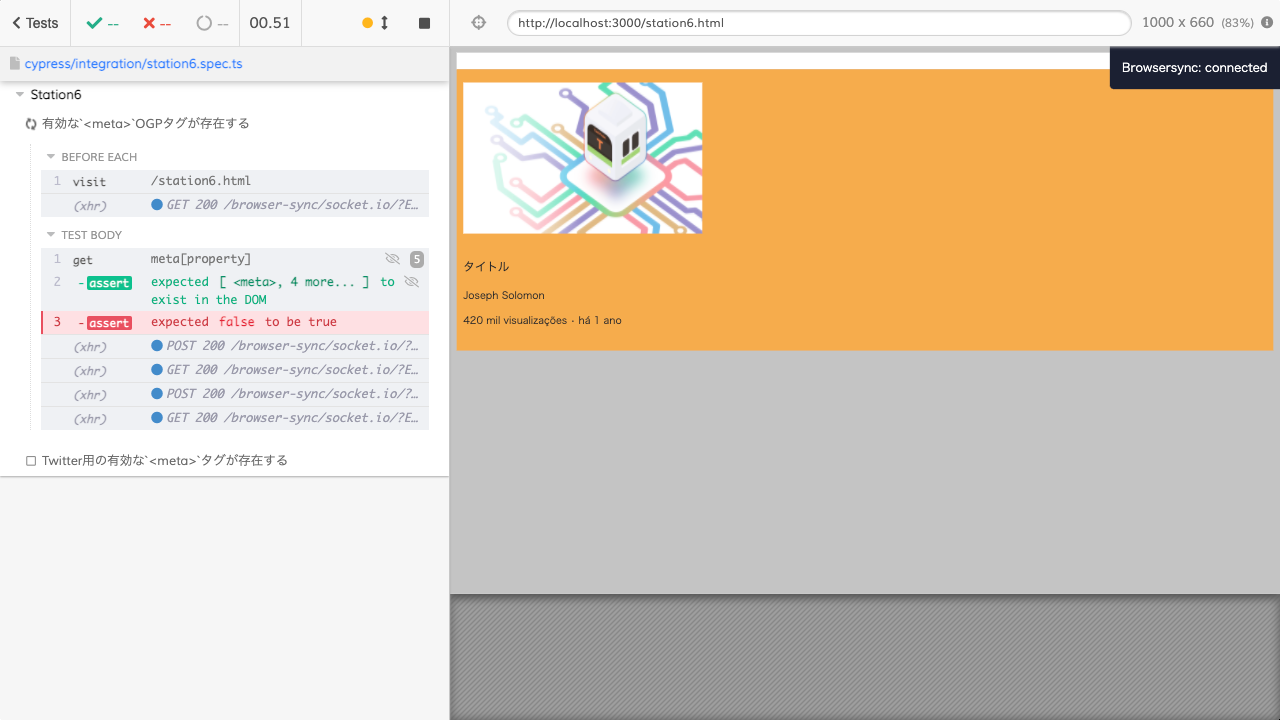 Tests
--
--
--
00.51
http://localhost:3000/station6.html
1000 x 660 (83%)
cypress/integration/station6.spec.ts
Browsersync: connected
Station6
有効な`<meta>`OGPタグが存在する
BEFORE EACH
1 visit /station6.html
(xhr) GET 200 /browser-sync/socket.io/?E…
TEST BODY
1 get meta[property] 5
2 -assert expected [ <meta>, 4 more... ] to
exist in the DOM
3 -assert expected false to be true
(xhr) POST 200 /browser-sync/socket.io/?…
(xhr) GET 200 /browser-sync/socket.io/?E…
(xhr) POST 200 /browser-sync/socket.io/?…
(xhr) GET 200 /browser-sync/socket.io/?E…
Twitter用の有効な`<meta>`タグが存在する
タイトル
Joseph Solomon
420 mil visualizações・há 1 ano